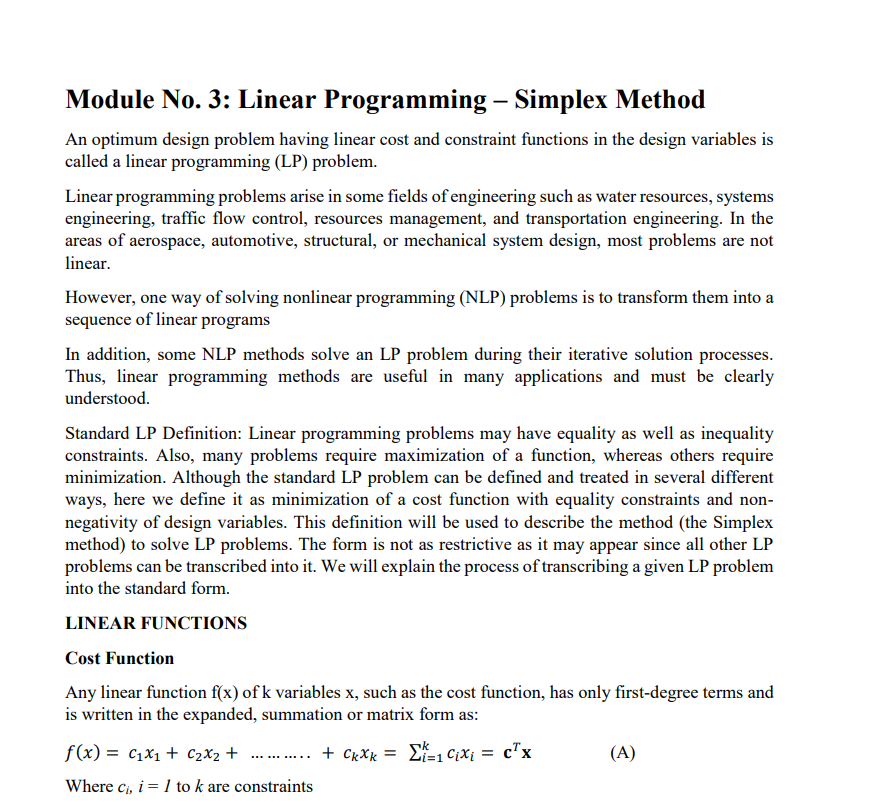 Module No. 3: Linear Programming – Simplex Method
An optimum design problem having linear cost and constraint functions in the design variables is
called a linear programming (LP) problem.
Linear programming problems arise in some fields of engineering such as water resources, systems
engineering, traffic flow control, resources management, and transportation engineering. In the
areas of aerospace, automotive, structural, or mechanical system design, most problems are not
linear.
However, one way of solving nonlinear programming (NLP) problems is to transform them into a
sequence of linear programs
In addition, some NLP methods solve an LP problem during their iterative solution processes.
Thus, linear programming methods are useful in many applications and must be clearly
understood.
Standard LP Definition: Linear programming problems may have equality as well as inequality
constraints. Also, many problems require maximization of a function, whereas others require
minimization. Although the standard LP problem can be defined and treated in several different
ways, here we define it as minimization of a cost function with equality constraints and non-
negativity of design variables. This definition will be used to describe the method (the Simplex
method) to solve LP problems. The form is not as restrictive as it may appear since all other LP
problems can be transcribed into it. We will explain the process of transcribing a given LP problem
into the standard form.
LINEAR FUNCTIONS
Cost Function
Any linear function f(x) of k variables x, such as the cost function, has only first-degree terms and
is written in the expanded, summation or matrix form as:
f(x) = c₁x₁ + c₂x₂ + … … … .. + cₖxₖ = ∑ᵏᵢ₌₁ cᵢxᵢ = cᵀx (A)
Where cᵢ, i = 1 to k are constraints